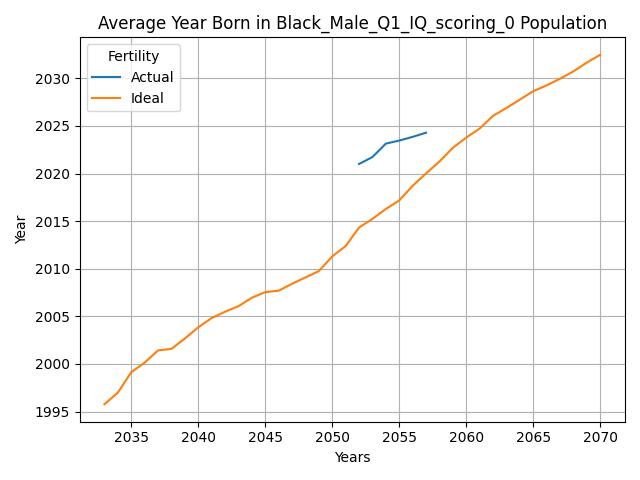 Average Year Born in Black_Male_Q1_IQ_scoring_0 Population
Fertility
Actual
Ideal
Year
2030
2025
2020
2015
2010
2005
2000
1995
2035 2040 2045 2050 2055 2060 2065 2070
Years